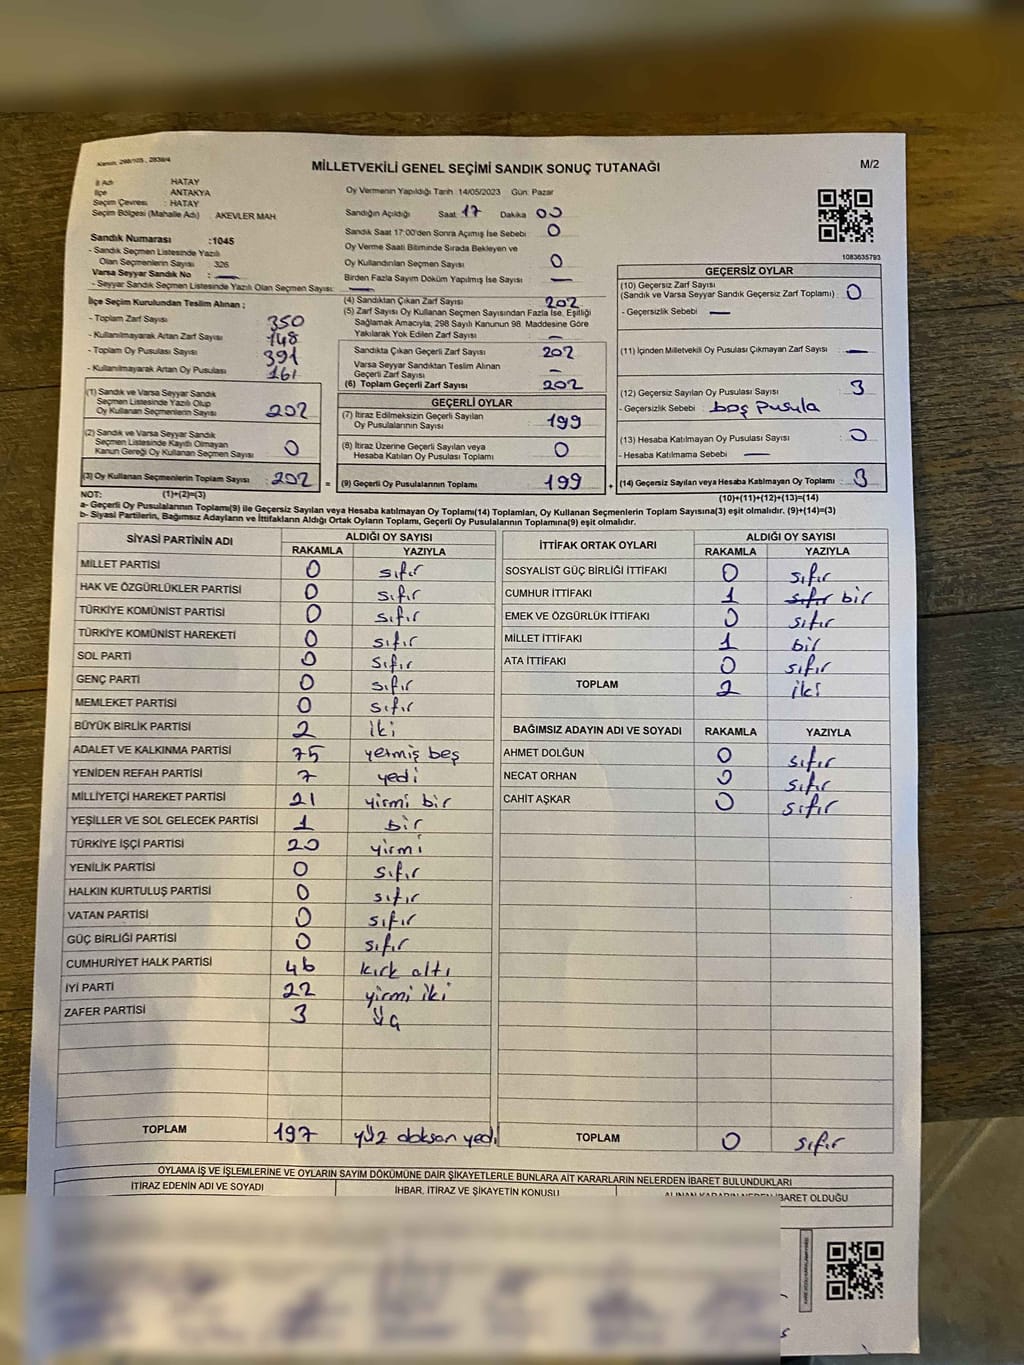 Kanun: 298/105, 2839/4
M/2
MİLLETVEKİLİ GENEL SEÇİMİ SANDIK SONUÇ TUTANAĞI
İl Adı HATAY
İlçe ANTAKYA
Seçim Çevresi : HATAY
Seçim Bölgesi (Mahalle Adı) : AKEVLER MAH
Sandık Numarası :1045
- Sandık Seçmen Listesinde Yazılı
Olan Seçmenlerin Sayısı 326
Varsa Seyyar Sandık No : —
- Seyyar Sandık Seçmen Listesinde Yazılı Olan Seçmen Sayısı: —
Oy Vermenin Yapıldığı Tarih :14/05/2023 Gün: Pazar
Sandığın Açıldığı Saat 17 Dakika 00
Sandık Saat 17:00'den Sonra Açımış İse Sebebi 0
Oy Verme Saati Bitiminde Sırada Bekleyen ve
Oy Kullandırılan Seçmen Sayısı 0
Birden Fazla Sayım Döküm Yapılmış İse Sayısı —
1083635793
İlçe Seçim Kurulundan Teslim Alınan ;
- Toplam Zarf Sayısı 350
- Kullanılmayarak Artan Zarf Sayısı 148
- Toplam Oy Pusulası Sayısı 391
- Kullanılmayarak Artan Oy Pusulası 161
(1) Sandık ve Varsa Seyyar Sandık
Seçmen Listesinde Yazılı Olup
Oy Kullanan Seçmenlerin Sayısı 202
(2) Sandık ve Varsa Seyyar Sandık
Seçmen Listesinde Kayıtlı Olmayan
Kanun Gereği Oy Kullanan Seçmen Sayısı 0
(3) Oy Kullanan Seçmenlerin Toplam Sayısı : 202 =
(4) Sandıktan Çıkan Zarf Sayısı 202
(5) Zarf Sayısı Oy Kullanan Seçmen Sayısından Fazla İse, Eşitliği
Sağlamak Amacıyla, 298 Sayılı Kanunun 98. Maddesine Göre
Yakılarak Yok Edilen Zarf Sayısı —
Sandıkta Çıkan Geçerli Zarf Sayısı 202
Varsa Seyyar Sandıktan Teslim Alınan
Geçerli Zarf Sayısı —
(6) Toplam Geçerli Zarf Sayısı 202
GEÇERLİ OYLAR
(7) İtiraz Edilmeksizin Geçerli Sayılan
Oy Pusulalarının Sayısı 199
(8) İtiraz Üzerine Geçerli Sayılan veya
Hesaba Katılan Oy Pusulası Toplamı 0
(9) Geçerli Oy Pusulalarının Toplamı 199 +
GEÇERSİZ OYLAR
(10) Geçersiz Zarf Sayısı
(Sandık ve Varsa Seyyar Sandık Geçersiz Zarf Toplamı) : 0
- Geçersizlik Sebebi : —
(11) İçinden Milletvekili Oy Pusulası Çıkmayan Zarf Sayısı : —
(12) Geçersiz Sayılan Oy Pusulası Sayısı : 3
- Geçersizlik Sebebi : boş pusula
(13) Hesaba Katılmayan Oy Pusulası Sayısı : 0
- Hesaba Katılmama Sebebi : —
(14) Geçersiz Sayılan veya Hesaba Katılmayan Oy Toplamı : 3
NOT: (1)+(2)=(3)
(10)+(11)+(12)+(13)=(14)
a- Geçerli Oy Pusulalarının Toplamı(9) ile Geçersiz Sayılan veya Hesaba katılmayan Oy Toplamı(14) Toplamları, Oy Kullanan Seçmenlerin Toplam Sayısına(3) eşit olmalıdır. (9)+(14)=(3)
b- Siyasi Partilerin, Bağımsız Adayların ve İttifakların Aldığı Ortak Oyların Toplamı, Geçerli Oy Pusulalarının Toplamına(9) eşit olmalıdır.
SİYASİ PARTİNİN ADI ALDIĞI OY SAYISI
RAKAMLA YAZIYLA
MİLLET PARTİSİ 0 sıfır
HAK VE ÖZGÜRLÜKLER PARTİSİ 0 sıfır
TÜRKİYE KOMÜNİST PARTİSİ 0 sıfır
TÜRKİYE KOMÜNİST HAREKETİ 0 sıfır
SOL PARTİ 0 sıfır
GENÇ PARTİ 0 sıfır
MEMLEKET PARTİSİ 0 sıfır
BÜYÜK BİRLİK PARTİSİ 2 iki
ADALET VE KALKINMA PARTİSİ 75 yetmiş beş
YENİDEN REFAH PARTİSİ 7 yedi
MİLLİYETÇİ HAREKET PARTİSİ 21 yirmi bir
YEŞİLLER VE SOL GELECEK PARTİSİ 1 bir
TÜRKİYE İŞÇİ PARTİSİ 20 yirmi
YENİLİK PARTİSİ 0 sıfır
HALKIN KURTULUŞ PARTİSİ 0 sıfır
VATAN PARTİSİ 0 sıfır
GÜÇ BİRLİĞİ PARTİSİ 0 sıfır
CUMHURİYET HALK PARTİSİ 46 kırk altı
İYİ PARTİ 22 yirmi iki
ZAFER PARTİSİ 3 üç
TOPLAM 197 yüz doksan yedi
İTTİFAK ORTAK OYLARI ALDIĞI OY SAYISI
RAKAMLA YAZIYLA
SOSYALİST GÜÇ BİRLİĞİ İTTİFAKI 0 sıfır
CUMHUR İTTİFAKI 1 sıfır bir
EMEK VE ÖZGÜRLÜK İTTİFAKI 0 sıfır
MİLLET İTTİFAKI 1 bir
ATA İTTİFAKI 0 sıfır
TOPLAM 2 iki
BAĞIMSIZ ADAYIN ADI VE SOYADI RAKAMLA YAZIYLA
AHMET DOLĞUN 0 sıfır
NECAT ORHAN 0 sıfır
CAHİT AŞKAR 0 sıfır
TOPLAM 0 sıfır
OYLAMA İŞ VE İŞLEMLERİNE VE OYLARIN SAYIM DÖKÜMÜNE DAİR ŞİKAYETLERLE BUNLARA AİT KARARLARIN NELERDEN İBARET BULUNDUKLARI
İTİRAZ EDENİN ADI VE SOYADI İHBAR, İTİRAZ VE ŞİKAYETİN KONUSU ALINAN KARARIN NEDEN İBARET OLDUĞU